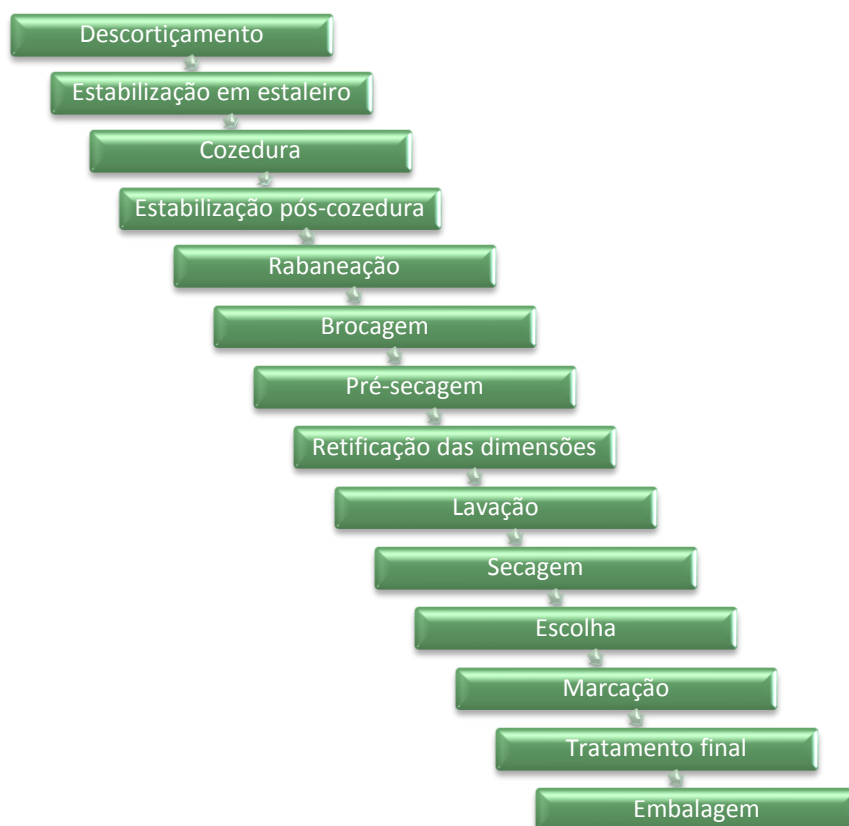 Descortiçamento
Estabilização em estaleiro
Cozedura
Estabilização pós-cozedura
Rabaneação
Brocagem
Pré-secagem
Retificação das dimensões
Lavação
Secagem
Escolha
Marcação
Tratamento final
Embalagem